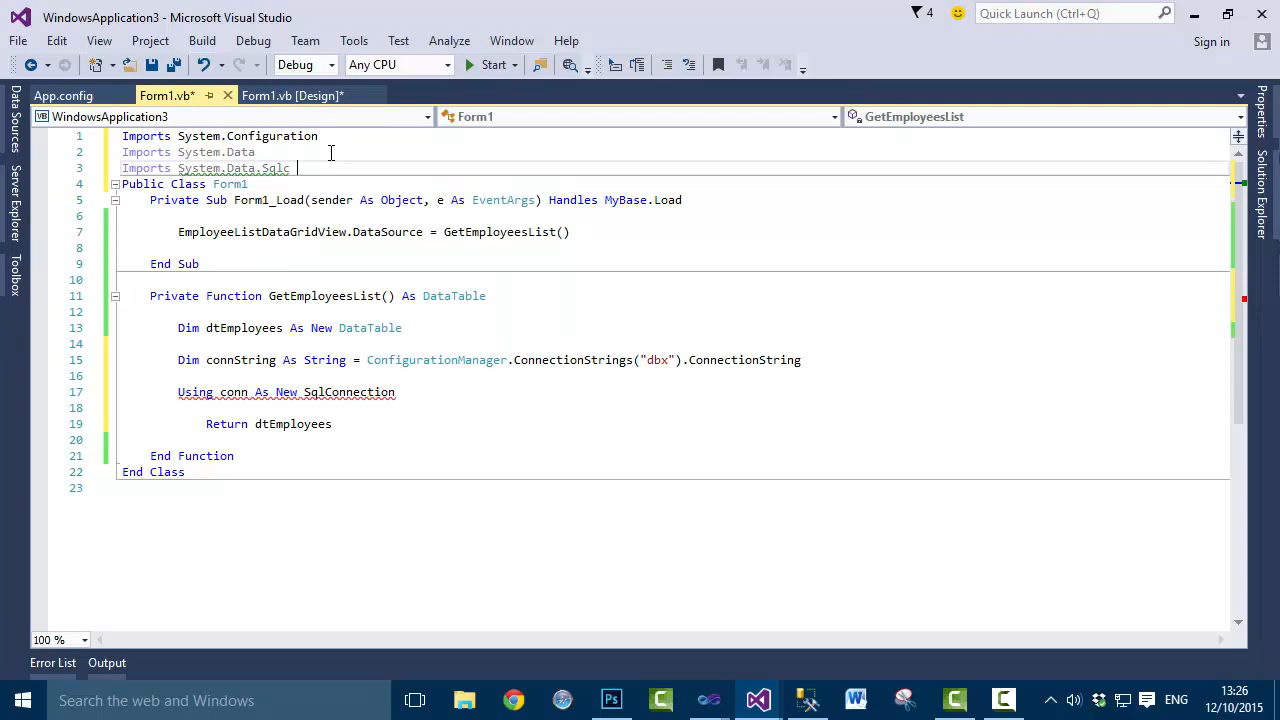 WindowsApplication3 - Microsoft Visual Studio
4
Quick Launch (Ctrl+Q)
File Edit View Project Build Debug Team Tools Test Analyze Window Help
Sign in
Debug Any CPU Start
App.config Form1.vb* Form1.vb [Design]*
WindowsApplication3 Form1 GetEmployeesList
Data Sources
Server Explorer
Toolbox
Properties
Solution Explorer
1 Imports System.Configuration
2 Imports System.Data
3 Imports System.Data.Sqlc
4 Public Class Form1
5 Private Sub Form1_Load(sender As Object, e As EventArgs) Handles MyBase.Load
6
7 EmployeeListDataGridView.DataSource = GetEmployeesList()
8
9 End Sub
10
11 Private Function GetEmployeesList() As DataTable
12
13 Dim dtEmployees As New DataTable
14
15 Dim connString As String = ConfigurationManager.ConnectionStrings("dbx").ConnectionString
16
17 Using conn As New SqlConnection
18
19 Return dtEmployees
20
21 End Function
22 End Class
23
100 %
Error List Output
Search the web and Windows
ENG
13:26
12/10/2015